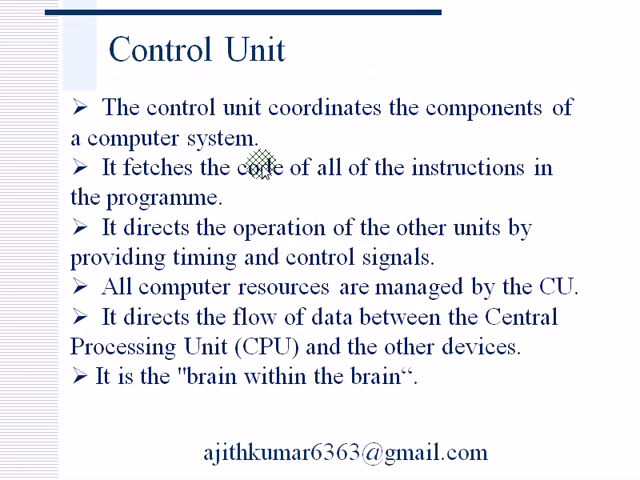 Control Unit
➢ The control unit coordinates the components of
a computer system.
➢ It fetches the code of all of the instructions in
the programme.
➢ It directs the operation of the other units by
providing timing and control signals.
➢ All computer resources are managed by the CU.
➢ It directs the flow of data between the Central
Processing Unit (CPU) and the other devices.
➢ It is the "brain within the brain“.
ajithkumar6363@gmail.com